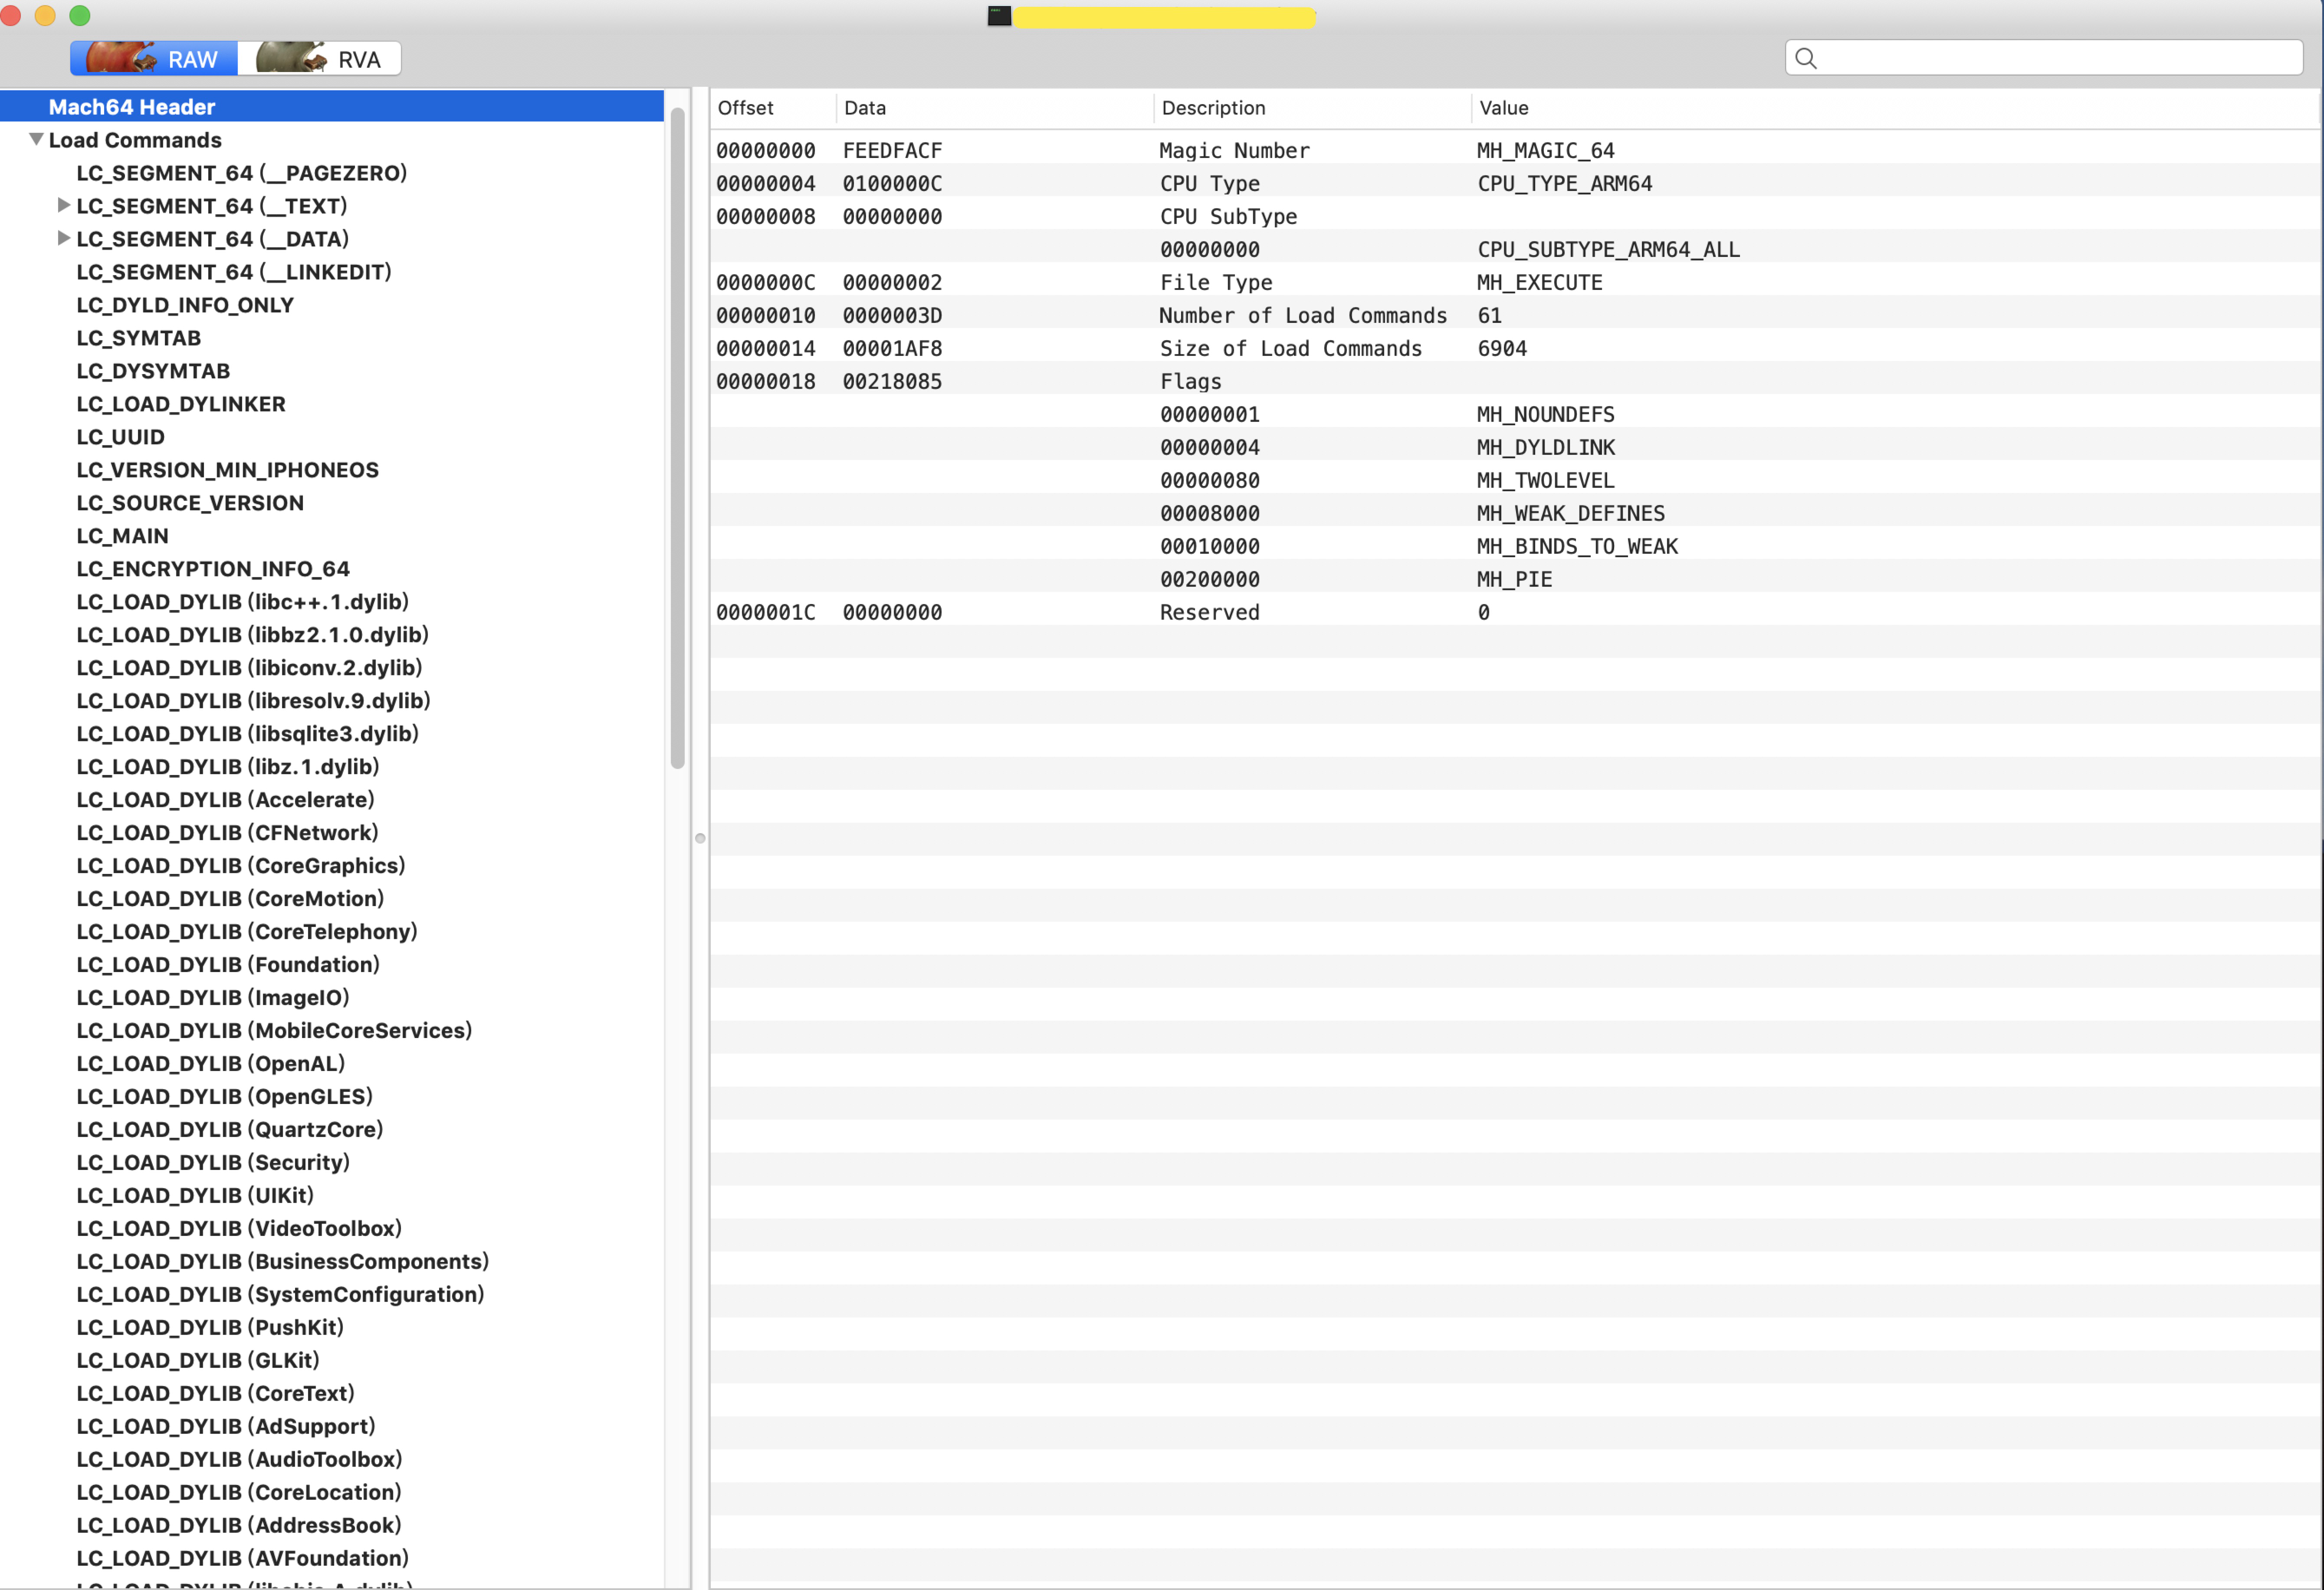 RAW RVA
Mach64 Header
Load Commands
LC_SEGMENT_64 (__PAGEZERO)
LC_SEGMENT_64 (__TEXT)
LC_SEGMENT_64 (__DATA)
LC_SEGMENT_64 (__LINKEDIT)
LC_DYLD_INFO_ONLY
LC_SYMTAB
LC_DYSYMTAB
LC_LOAD_DYLINKER
LC_UUID
LC_VERSION_MIN_IPHONEOS
LC_SOURCE_VERSION
LC_MAIN
LC_ENCRYPTION_INFO_64
LC_LOAD_DYLIB (libc++.1.dylib)
LC_LOAD_DYLIB (libbz2.1.0.dylib)
LC_LOAD_DYLIB (libiconv.2.dylib)
LC_LOAD_DYLIB (libresolv.9.dylib)
LC_LOAD_DYLIB (libsqlite3.dylib)
LC_LOAD_DYLIB (libz.1.dylib)
LC_LOAD_DYLIB (Accelerate)
LC_LOAD_DYLIB (CFNetwork)
LC_LOAD_DYLIB (CoreGraphics)
LC_LOAD_DYLIB (CoreMotion)
LC_LOAD_DYLIB (CoreTelephony)
LC_LOAD_DYLIB (Foundation)
LC_LOAD_DYLIB (ImageIO)
LC_LOAD_DYLIB (MobileCoreServices)
LC_LOAD_DYLIB (OpenAL)
LC_LOAD_DYLIB (OpenGLES)
LC_LOAD_DYLIB (QuartzCore)
LC_LOAD_DYLIB (Security)
LC_LOAD_DYLIB (UIKit)
LC_LOAD_DYLIB (VideoToolbox)
LC_LOAD_DYLIB (BusinessComponents)
LC_LOAD_DYLIB (SystemConfiguration)
LC_LOAD_DYLIB (PushKit)
LC_LOAD_DYLIB (GLKit)
LC_LOAD_DYLIB (CoreText)
LC_LOAD_DYLIB (AdSupport)
LC_LOAD_DYLIB (AudioToolbox)
LC_LOAD_DYLIB (CoreLocation)
LC_LOAD_DYLIB (AddressBook)
LC_LOAD_DYLIB (AVFoundation)
Offset Data Description Value
00000000 FEEDFACF Magic Number MH_MAGIC_64
00000004 0100000C CPU Type CPU_TYPE_ARM64
00000008 00000000 CPU SubType
00000000 CPU_SUBTYPE_ARM64_ALL
0000000C 00000002 File Type MH_EXECUTE
00000010 0000003D Number of Load Commands 61
00000014 00001AF8 Size of Load Commands 6904
00000018 00218085 Flags
00000001 MH_NOUNDEFS
00000004 MH_DYLDLINK
00000080 MH_TWOLEVEL
00008000 MH_WEAK_DEFINES
00010000 MH_BINDS_TO_WEAK
00200000 MH_PIE
0000001C 00000000 Reserved 0